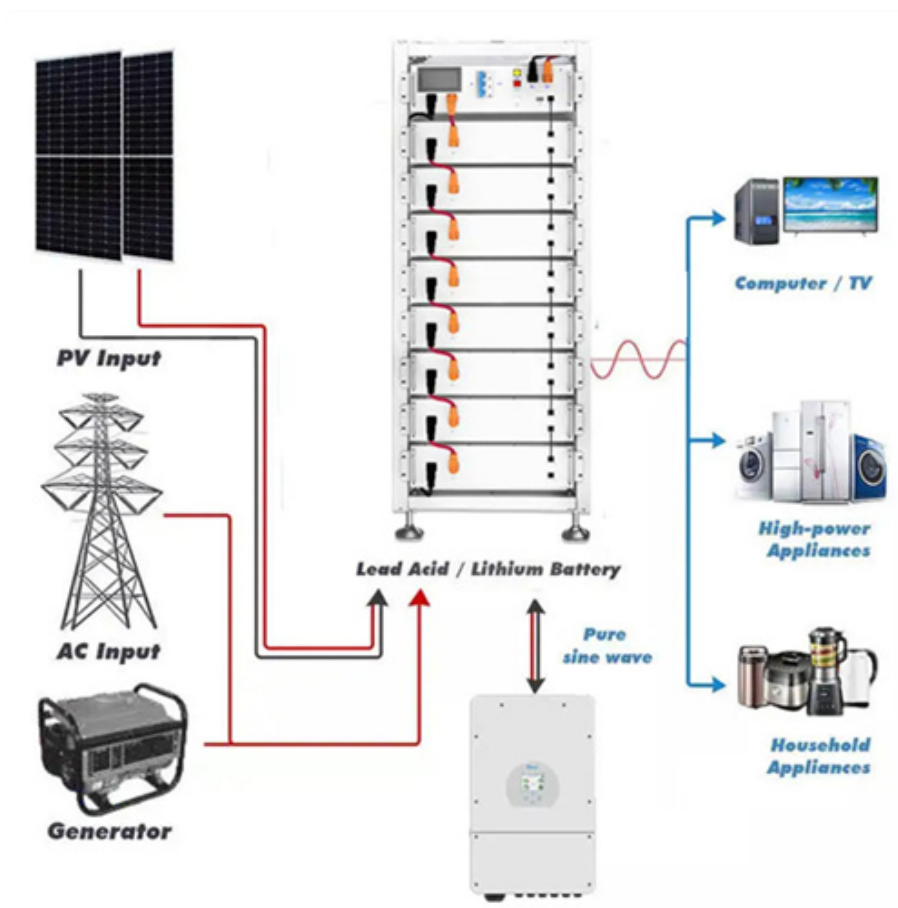 PV Input
AC Input
Generator
Lead Acid / Lithium Battery
Pure
sine wave
Computer / TV
High-power
Appliances
Household
Appliances